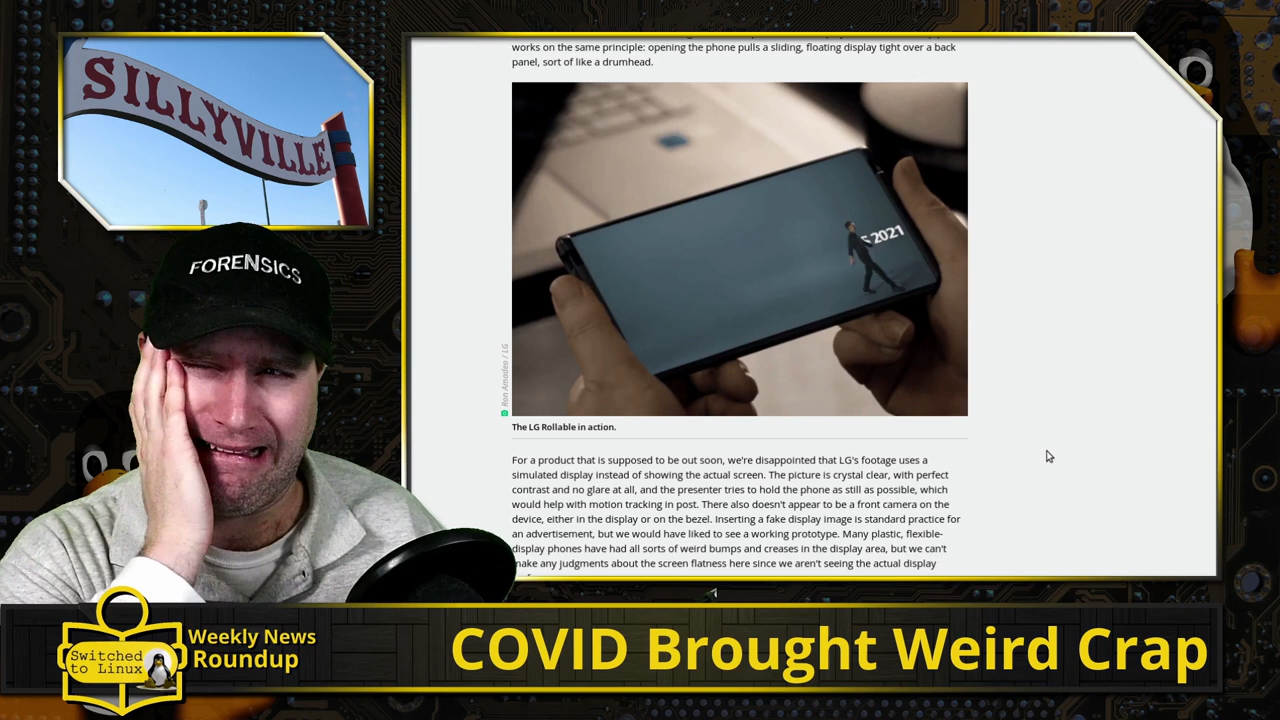 SILLYVILLE
FORENSICS
works on the same principle: opening the phone pulls a sliding, floating display tight over a back
panel, sort of like a drumhead.
2021
Ron Amadeo / LG
The LG Rollable in action.
For a product that is supposed to be out soon, we're disappointed that LG's footage uses a
simulated display instead of showing the actual screen. The picture is crystal clear, with perfect
contrast and no glare at all, and the presenter tries to hold the phone as still as possible, which
would help with motion tracking in post. There also doesn't appear to be a front camera on the
device, either in the display or on the bezel. Inserting a fake display image is standard practice for
an advertisement, but we would have liked to see a working prototype. Many plastic, flexible-
display phones have had all sorts of weird bumps and creases in the display area, but we can't
make any judgments about the screen flatness here since we aren't seeing the actual display
Switched
to Linux
Weekly News
Roundup
COVID Brought Weird Crap